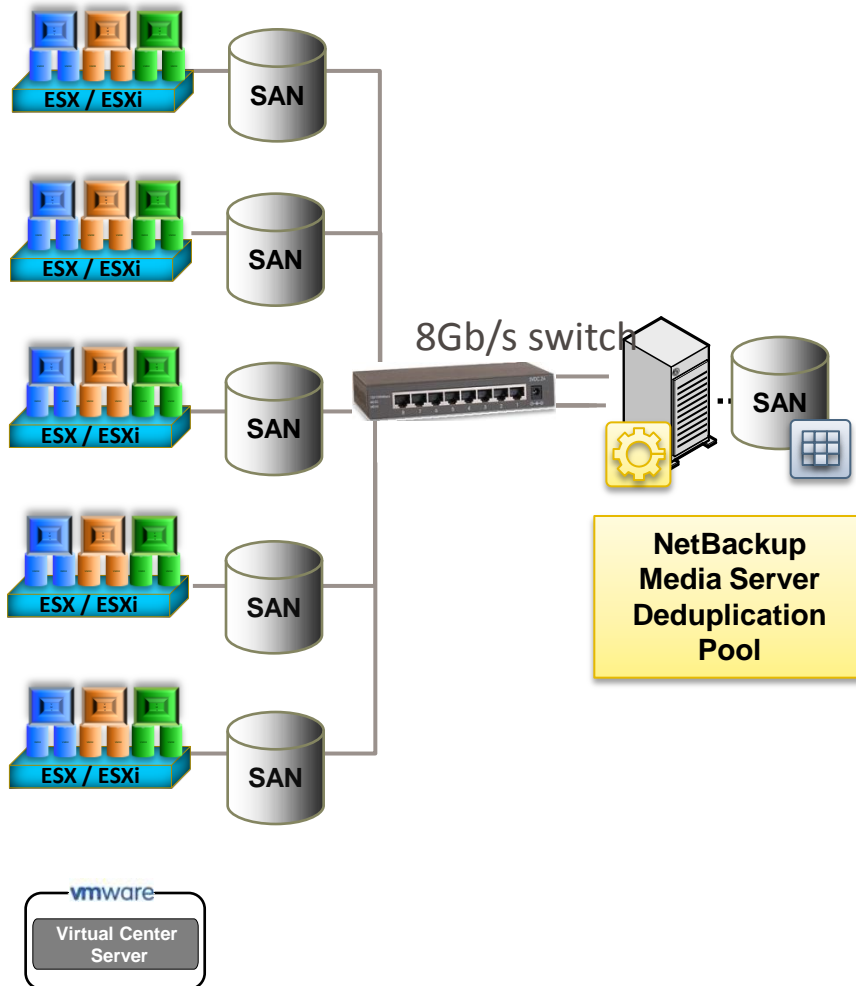 ESX / ESXi
SAN
ESX / ESXi
SAN
8Gb/s switch
ESX / ESXi
SAN
SAN
ESX / ESXi
SAN
NetBackup
Media Server
Deduplication
Pool
ESX / ESXi
SAN
vmware
Virtual Center
Server